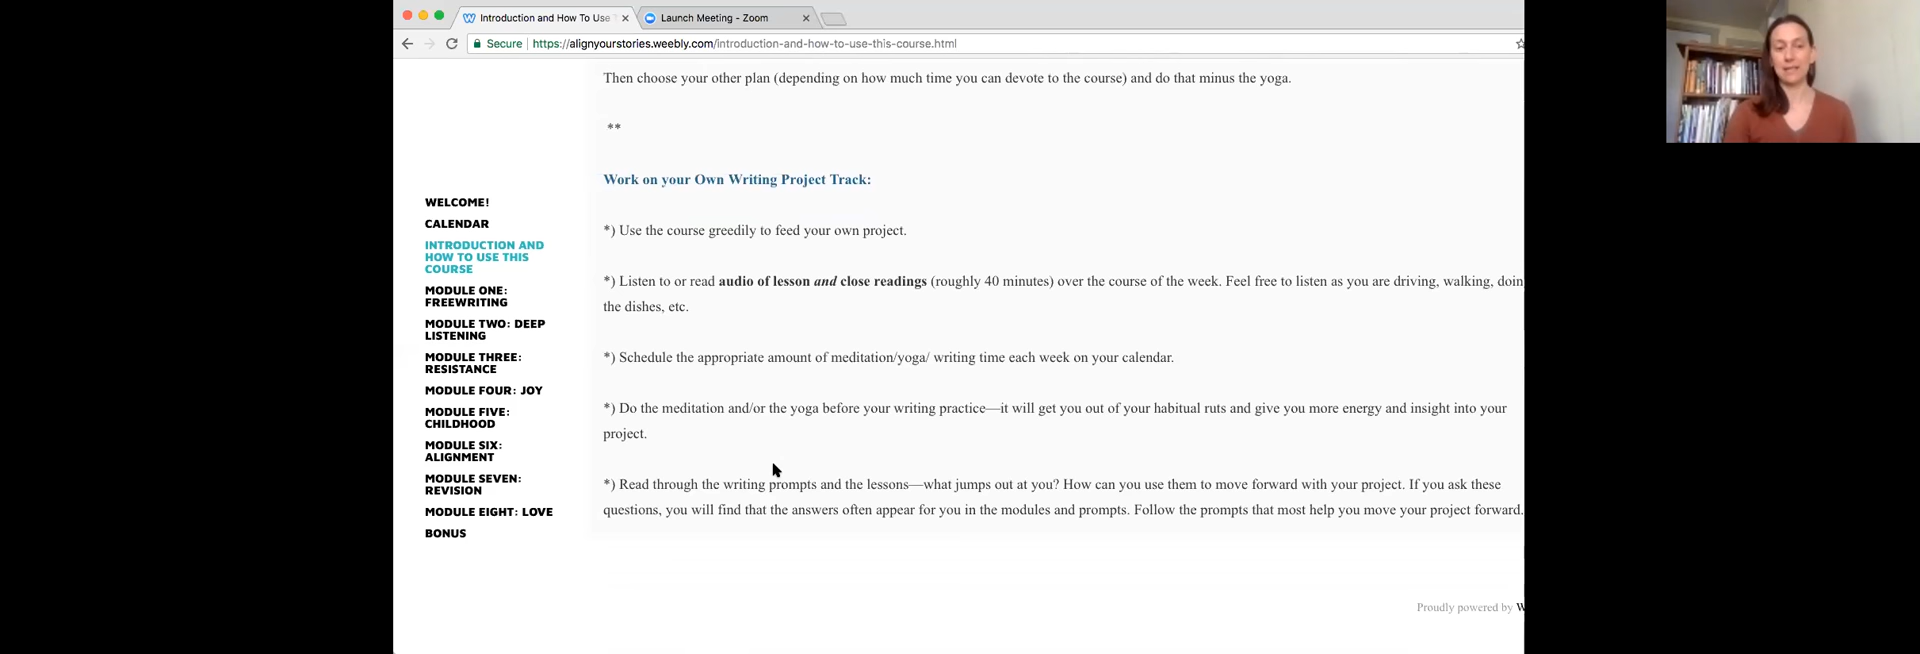 Introduction and How To Use
Launch Meeting - Zoom
Secure
https://alignyourstories.weebly.com/introduction-and-how-to-use-this-course.html
Then choose your other plan (depending on how much time you can devote to the course) and do that minus the yoga.
**
Work on your Own Writing Project Track:
*) Use the course greedily to feed your own project.
*) Listen to or read audio of lesson and close readings (roughly 40 minutes) over the course of the week. Feel free to listen as you are driving, walking, doin
the dishes, etc.
*) Schedule the appropriate amount of meditation/yoga/ writing time each week on your calendar.
*) Do the meditation and/or the yoga before your writing practice—it will get you out of your habitual ruts and give you more energy and insight into your
project.
*) Read through the writing prompts and the lessons—what jumps out at you? How can you use them to move forward with your project. If you ask these
questions, you will find that the answers often appear for you in the modules and prompts. Follow the prompts that most help you move your project forward.
WELCOME!
CALENDAR
INTRODUCTION AND
HOW TO USE THIS
COURSE
MODULE ONE:
FREEWRITING
MODULE TWO: DEEP
LISTENING
MODULE THREE:
RESISTANCE
MODULE FOUR: JOY
MODULE FIVE:
CHILDHOOD
MODULE SIX:
ALIGNMENT
MODULE SEVEN:
REVISION
MODULE EIGHT: LOVE
BONUS
Proudly powered by W